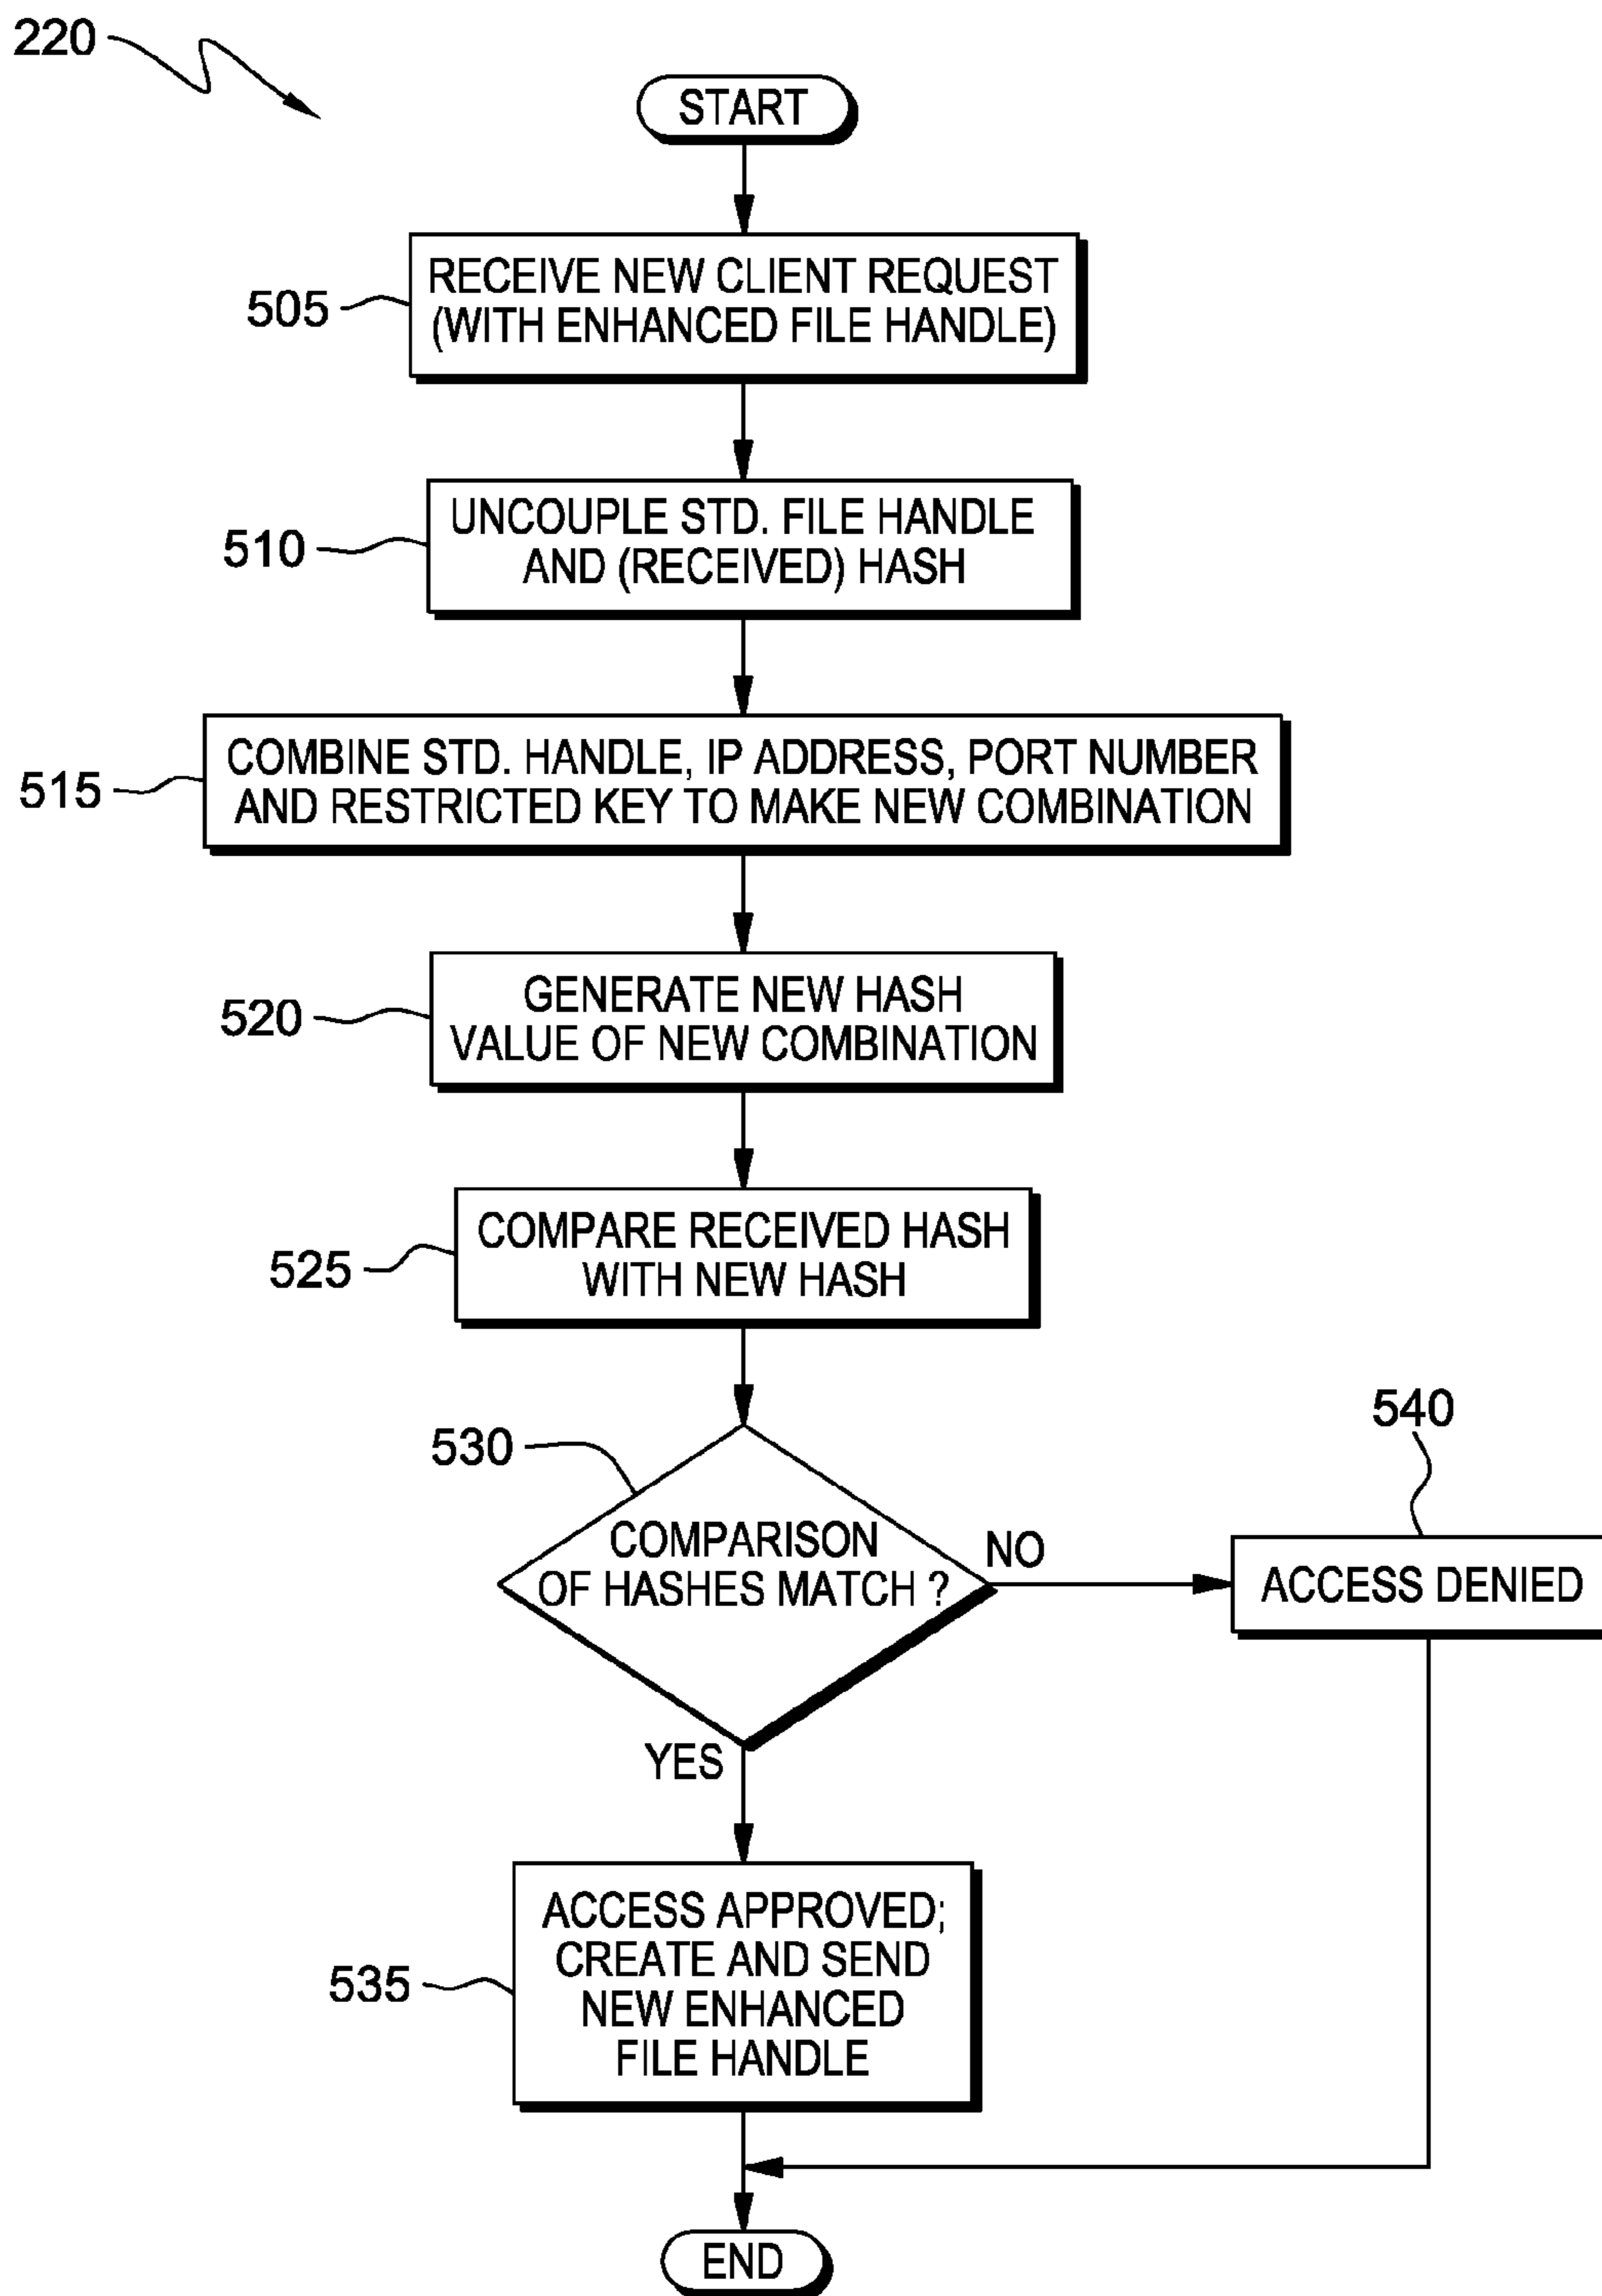 220
START
505
RECEIVE NEW CLIENT REQUEST
(WITH ENHANCED FILE HANDLE)
510
UNCOUPLE STD. FILE HANDLE
AND (RECEIVED) HASH
515
COMBINE STD. HANDLE, IP ADDRESS, PORT NUMBER
AND RESTRICTED KEY TO MAKE NEW COMBINATION
520
GENERATE NEW HASH
VALUE OF NEW COMBINATION
525
COMPARE RECEIVED HASH
WITH NEW HASH
530
COMPARISON
OF HASHES MATCH ?
NO
540
ACCESS DENIED
YES
535
ACCESS APPROVED;
CREATE AND SEND
NEW ENHANCED
FILE HANDLE
END